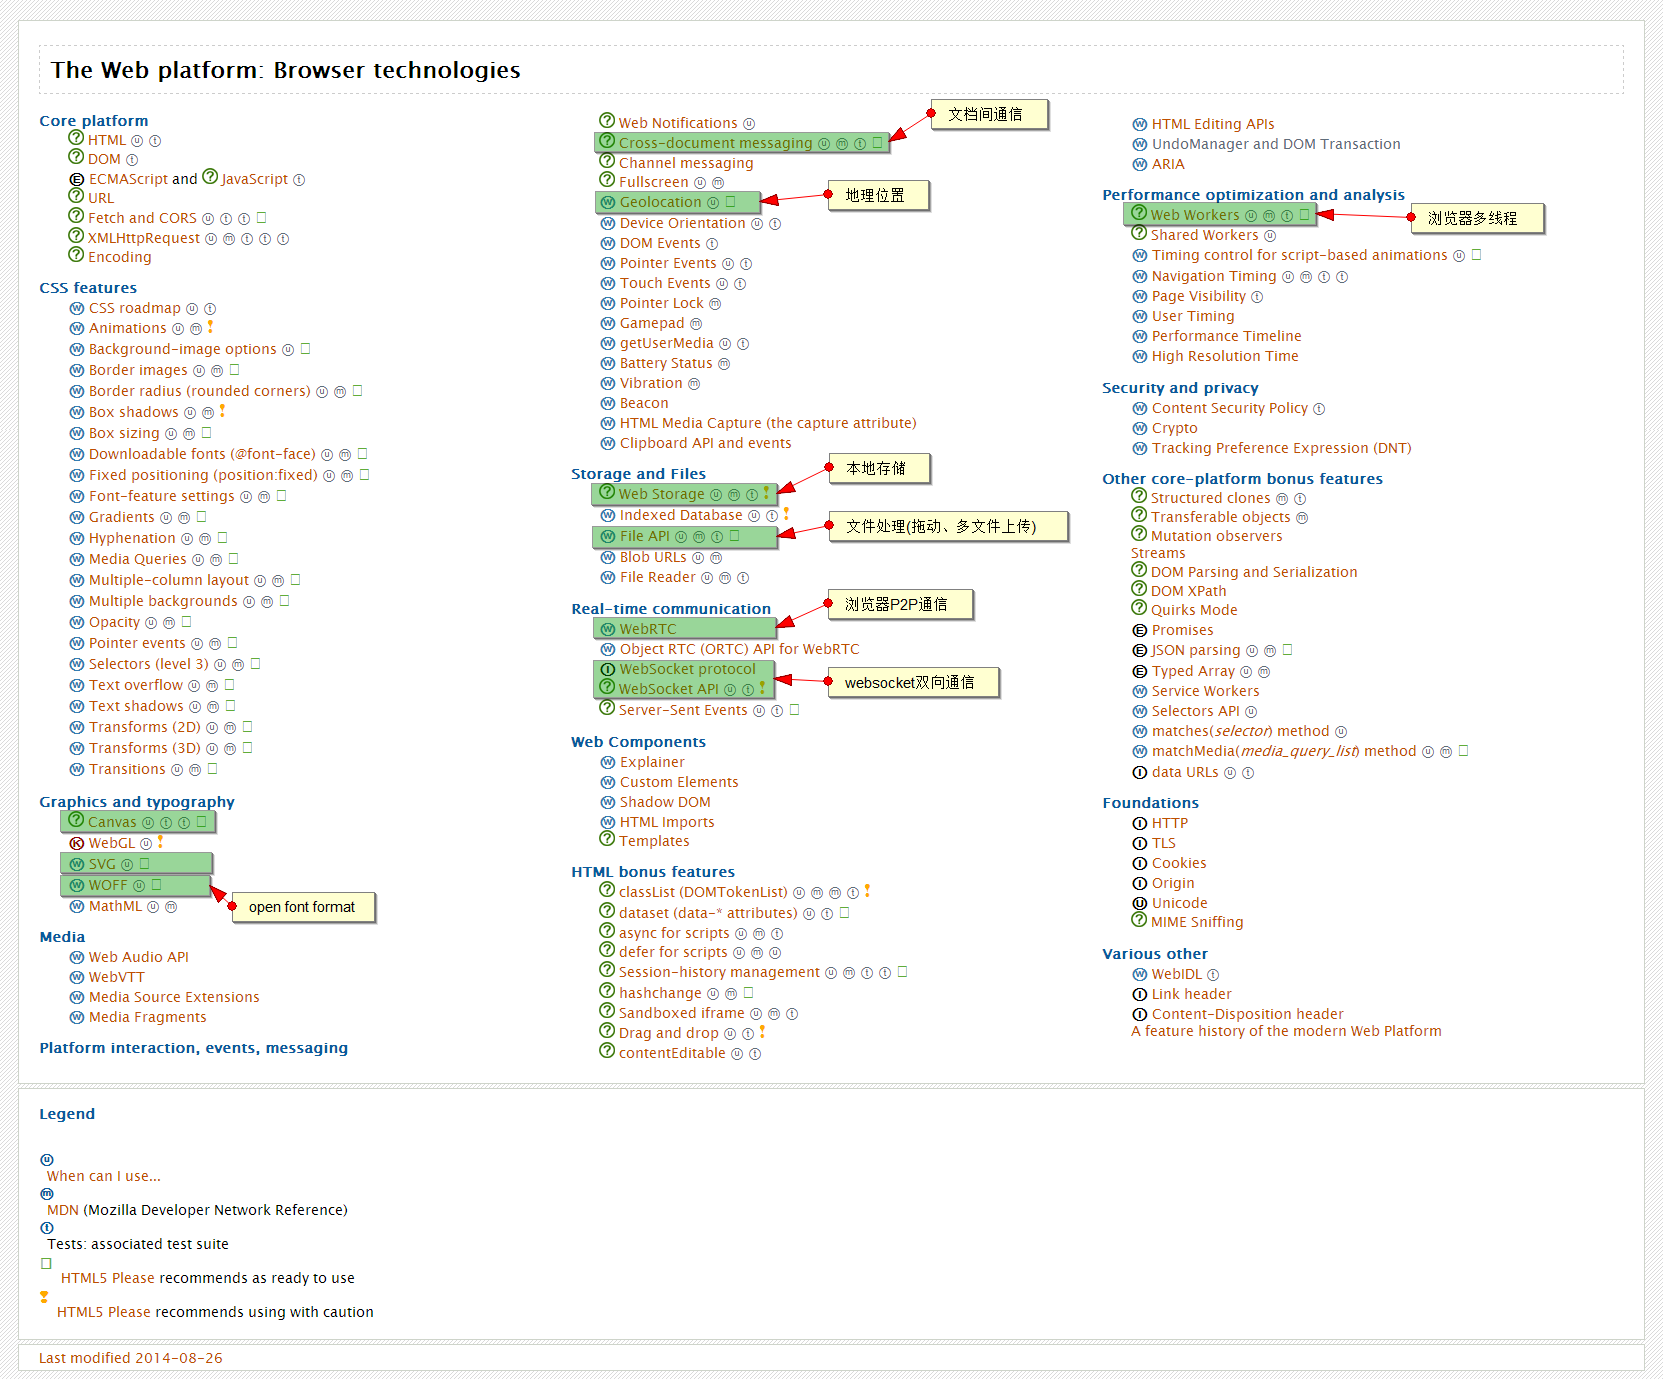 The Web platform: Browser technologies
Core platform
HTML ⓤ ⓣ
DOM ⓣ
ECMAScript and JavaScript ⓣ
URL
Fetch and CORS ⓤ ⓣ ⓣ
XMLHttpRequest ⓤ ⓜ ⓣ ⓣ ⓣ
Encoding
CSS features
CSS roadmap ⓤ ⓣ
Animations ⓤ ⓜ !
Background-image options ⓤ
Border images ⓤ ⓜ
Border radius (rounded corners) ⓤ ⓜ
Box shadows ⓤ ⓜ !
Box sizing ⓤ ⓜ
Downloadable fonts (@font-face) ⓤ ⓜ
Fixed positioning (position:fixed) ⓤ ⓜ
Font-feature settings ⓤ ⓜ
Gradients ⓤ ⓜ
Hyphenation ⓤ ⓜ
Media Queries ⓤ ⓜ
Multiple-column layout ⓤ ⓜ
Multiple backgrounds ⓤ ⓜ
Opacity ⓤ ⓜ
Pointer events ⓤ ⓜ
Selectors (level 3) ⓤ ⓜ
Text overflow ⓤ ⓜ
Text shadows ⓤ ⓜ
Transforms (2D) ⓤ ⓜ
Transforms (3D) ⓤ ⓜ
Transitions ⓤ ⓜ
Graphics and typography
Canvas ⓤ ⓣ ⓣ
WebGL ⓤ !
SVG ⓤ
WOFF ⓤ
open font format
MathML ⓤ ⓜ
Media
Web Audio API
WebVTT
Media Source Extensions
Media Fragments
Platform interaction, events, messaging
Web Notifications ⓤ
文档间通信
Cross-document messaging ⓤ ⓜ ⓣ
Channel messaging
Fullscreen ⓤ ⓜ
地理位置
Geolocation ⓤ
Device Orientation ⓤ ⓣ
DOM Events ⓣ
Pointer Events ⓤ ⓣ
Touch Events ⓤ ⓣ
Pointer Lock ⓜ
Gamepad ⓜ
getUserMedia ⓤ ⓣ
Battery Status ⓜ
Vibration ⓜ
Beacon
HTML Media Capture (the capture attribute)
Clipboard API and events
Storage and Files
本地存储
Web Storage ⓤ ⓜ ⓣ !
Indexed Database ⓤ ⓣ !
文件处理(拖动、多文件上传)
File API ⓤ ⓜ ⓣ
Blob URLs ⓤ ⓜ
File Reader ⓤ ⓜ ⓣ
Real-time communication
浏览器P2P通信
WebRTC
Object RTC (ORTC) API for WebRTC
WebSocket protocol
websocket双向通信
WebSocket API ⓤ ⓣ !
Server-Sent Events ⓤ ⓣ
Web Components
Explainer
Custom Elements
Shadow DOM
HTML Imports
Templates
HTML bonus features
classList (DOMTokenList) ⓤ ⓜ ⓜ ⓣ !
dataset (data-* attributes) ⓤ ⓣ
async for scripts ⓤ ⓜ ⓣ
defer for scripts ⓤ ⓜ ⓤ
Session-history management ⓤ ⓜ ⓣ ⓣ
hashchange ⓤ ⓜ
Sandboxed iframe ⓤ ⓜ ⓣ
Drag and drop ⓤ ⓣ !
contentEditable ⓤ ⓣ
HTML Editing APIs
UndoManager and DOM Transaction
ARIA
Performance optimization and analysis
Web Workers ⓤ ⓜ ⓣ
浏览器多线程
Shared Workers ⓤ
Timing control for script-based animations ⓤ
Navigation Timing ⓤ ⓜ ⓣ ⓣ
Page Visibility ⓣ
User Timing
Performance Timeline
High Resolution Time
Security and privacy
Content Security Policy ⓣ
Crypto
Tracking Preference Expression (DNT)
Other core-platform bonus features
Structured clones ⓜ ⓣ
Transferable objects ⓜ
Mutation observers
Streams
DOM Parsing and Serialization
DOM XPath
Quirks Mode
Promises
JSON parsing ⓤ ⓜ
Typed Array ⓤ ⓜ
Service Workers
Selectors API ⓤ
matches(selector) method ⓤ
matchMedia(media_query_list) method ⓤ ⓜ
data URLs ⓤ ⓣ
Foundations
HTTP
TLS
Cookies
Origin
Unicode
MIME Sniffing
Various other
WebIDL ⓣ
Link header
Content-Disposition header
A feature history of the modern Web Platform
Legend
ⓤ
When can I use...
ⓜ
MDN (Mozilla Developer Network Reference)
ⓣ
Tests: associated test suite
HTML5 Please recommends as ready to use
!
HTML5 Please recommends using with caution
Last modified 2014-08-26